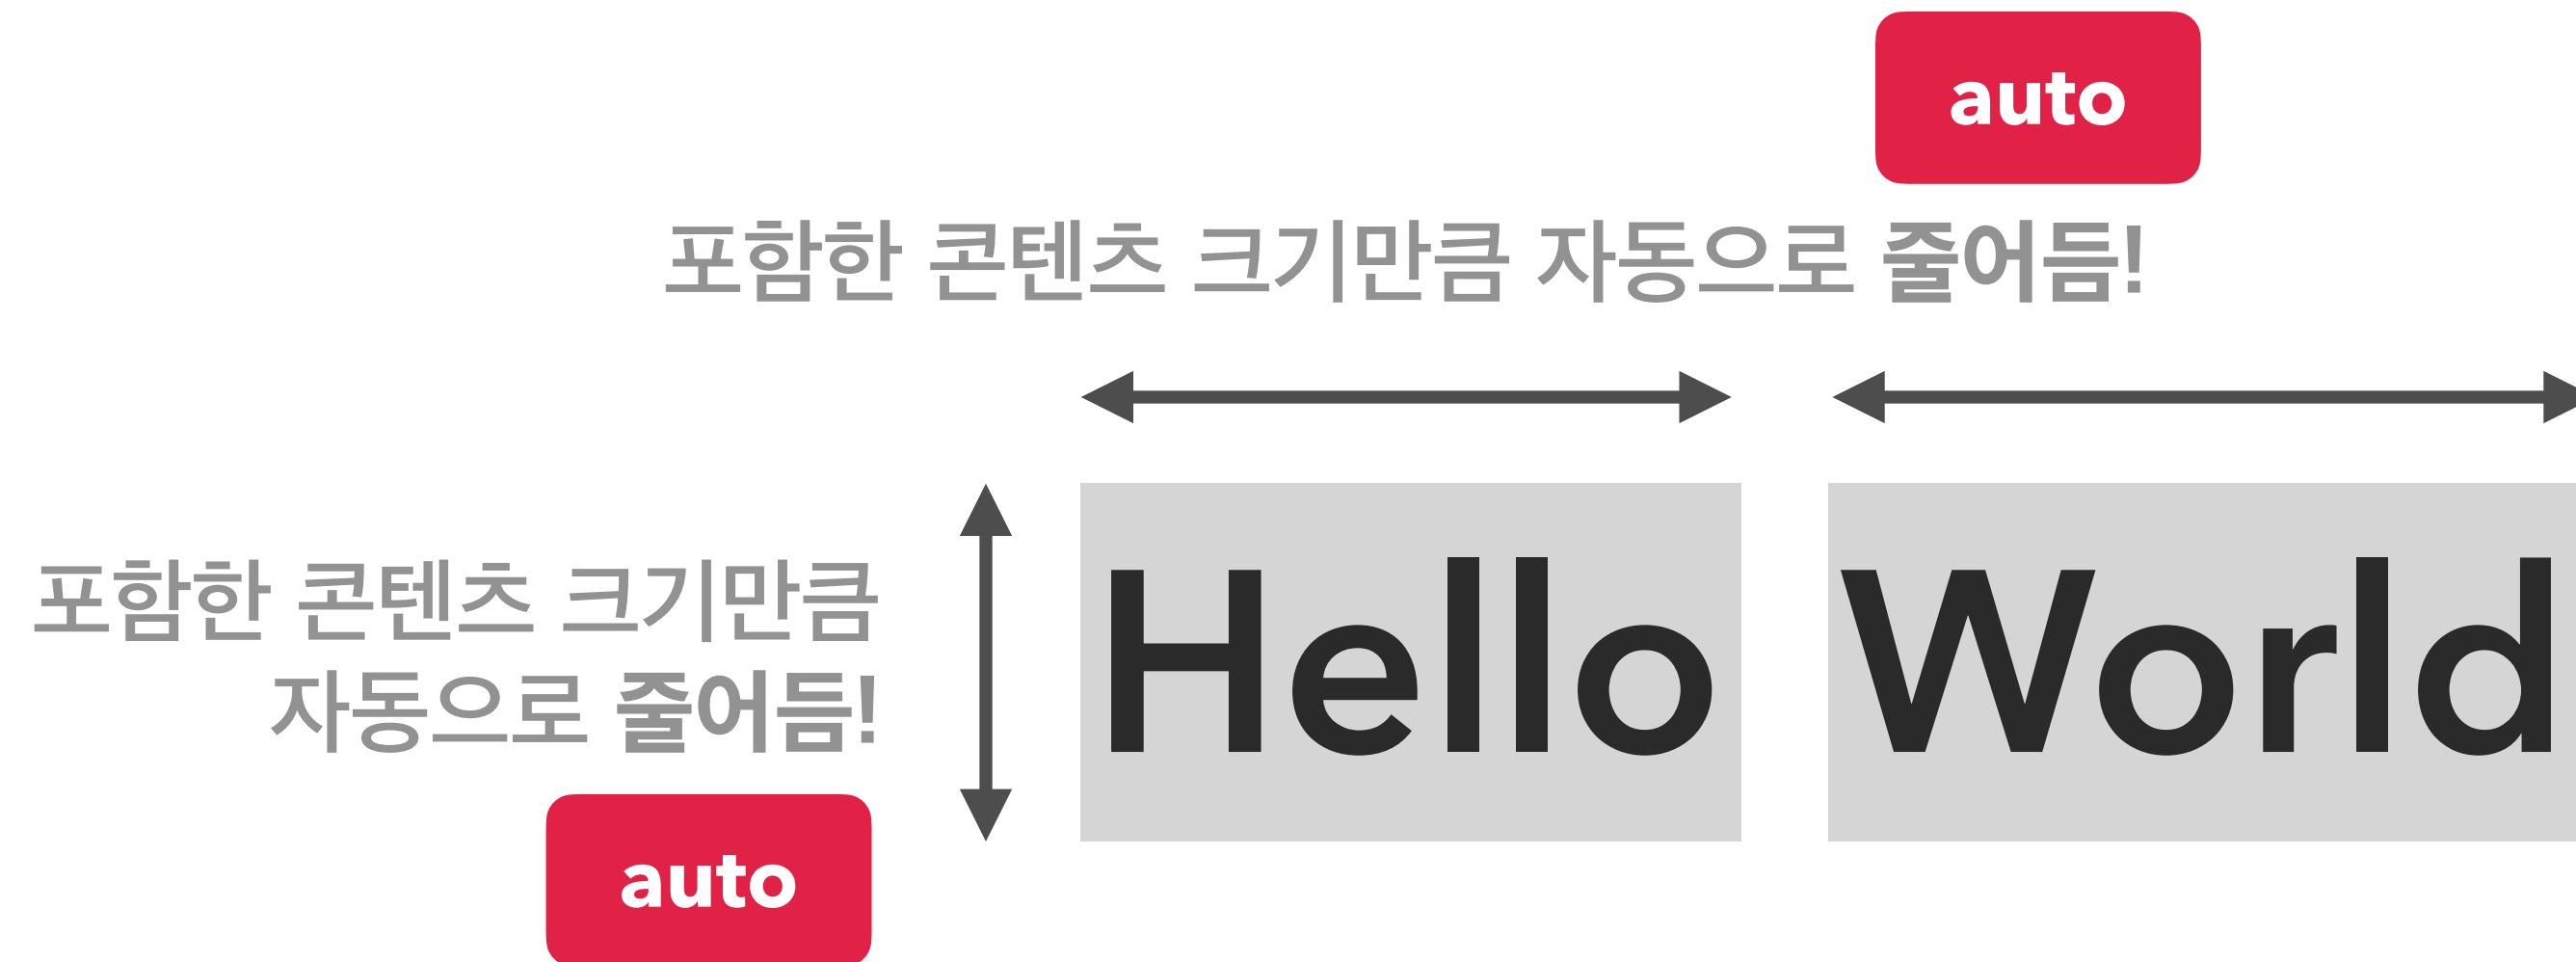 auto
포함한 콘텐츠 크기만큼 자동으로 줄어듬!
Hello World
포함한 콘텐츠 크기만큼
자동으로 줄어듬!
auto